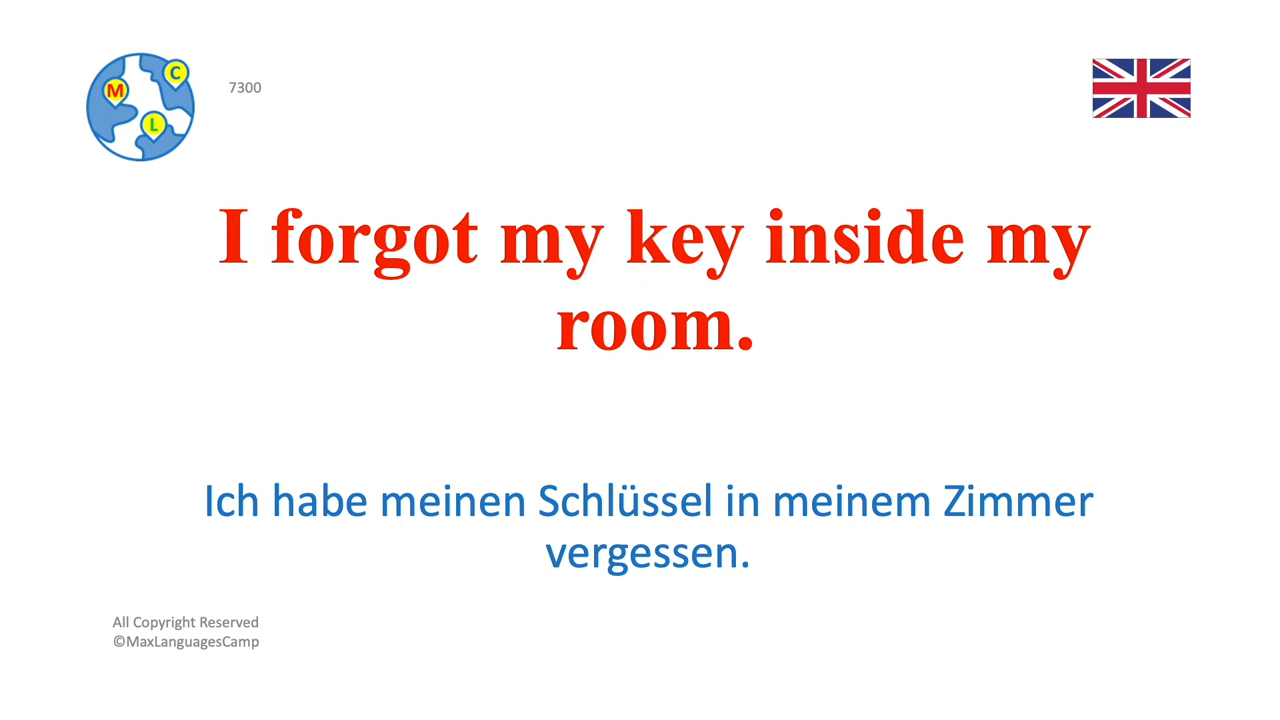 M
C
L
7300
I forgot my key inside my
room.
Ich habe meinen Schlüssel in meinem Zimmer
vergessen.
All Copyright Reserved
©MaxLanguagesCamp